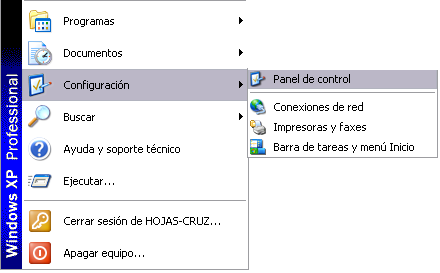 Windows XP Professional
Programas
Documentos
Configuración
Buscar
Ayuda y soporte técnico
Ejecutar...
Cerrar sesión de HOJAS-CRUZ...
Apagar equipo...
Panel de control
Conexiones de red
Impresoras y faxes
Barra de tareas y menú Inicio